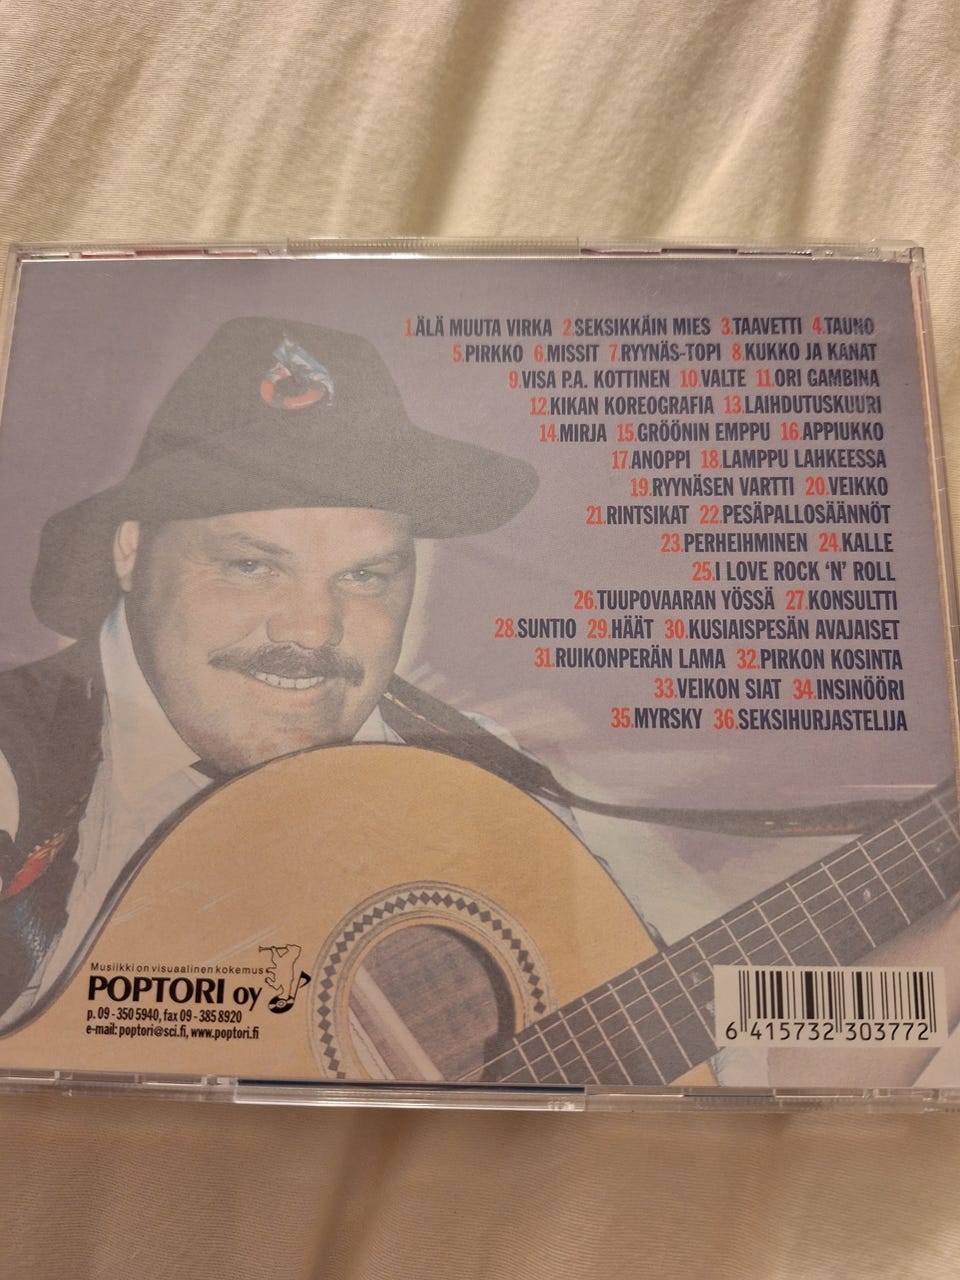 1.ÄLÄ MUUTA VIRKA 2.SEKSIKKÄIN MIES 3.TAAVETTI 4.TAUNO
5.PIRKKO 6.MISSIT 7.RYYNÄS-TOPI 8.KUKKO JA KANAT
9.VISA P.A. KOTTINEN 10.VALTE 11.ORI GAMBINA
12.KIKAN KOREOGRAFIA 13.LAIHDUTUSKUURI
14.MIRJA 15.GRÖÖNIN EMPPU 16.APPIUKKO
17.ANOPPI 18.LAMPPU LAHKEESSA
19.RYYNÄSEN VARTTI 20.VEIKKO
21.RINTSIKAT 22.PESÄPALLOSÄÄNNÖT
23.PERHEIHMINEN 24.KALLE
25.I LOVE ROCK 'N' ROLL
26.TUUPOVAARAN YÖSSÄ 27.KONSULTTI
28.SUNTIO 29.HÄÄT 30.KUSIAISPESÄN AVAJAISET
31.RUIKONPERÄN LAMA 32.PIRKON KOSINTA
33.VEIKON SIAT 34.INSINÖÖRI
35.MYRSKY 36.SEKSIHURJASTELIJA
Musiikki on visuaalinen kokemus
POPTORI oy
p. 09 - 350 5940, fax 09 - 385 8920
e-mail: poptori@sci.fi, www.poptori.fi
6 415732 303772